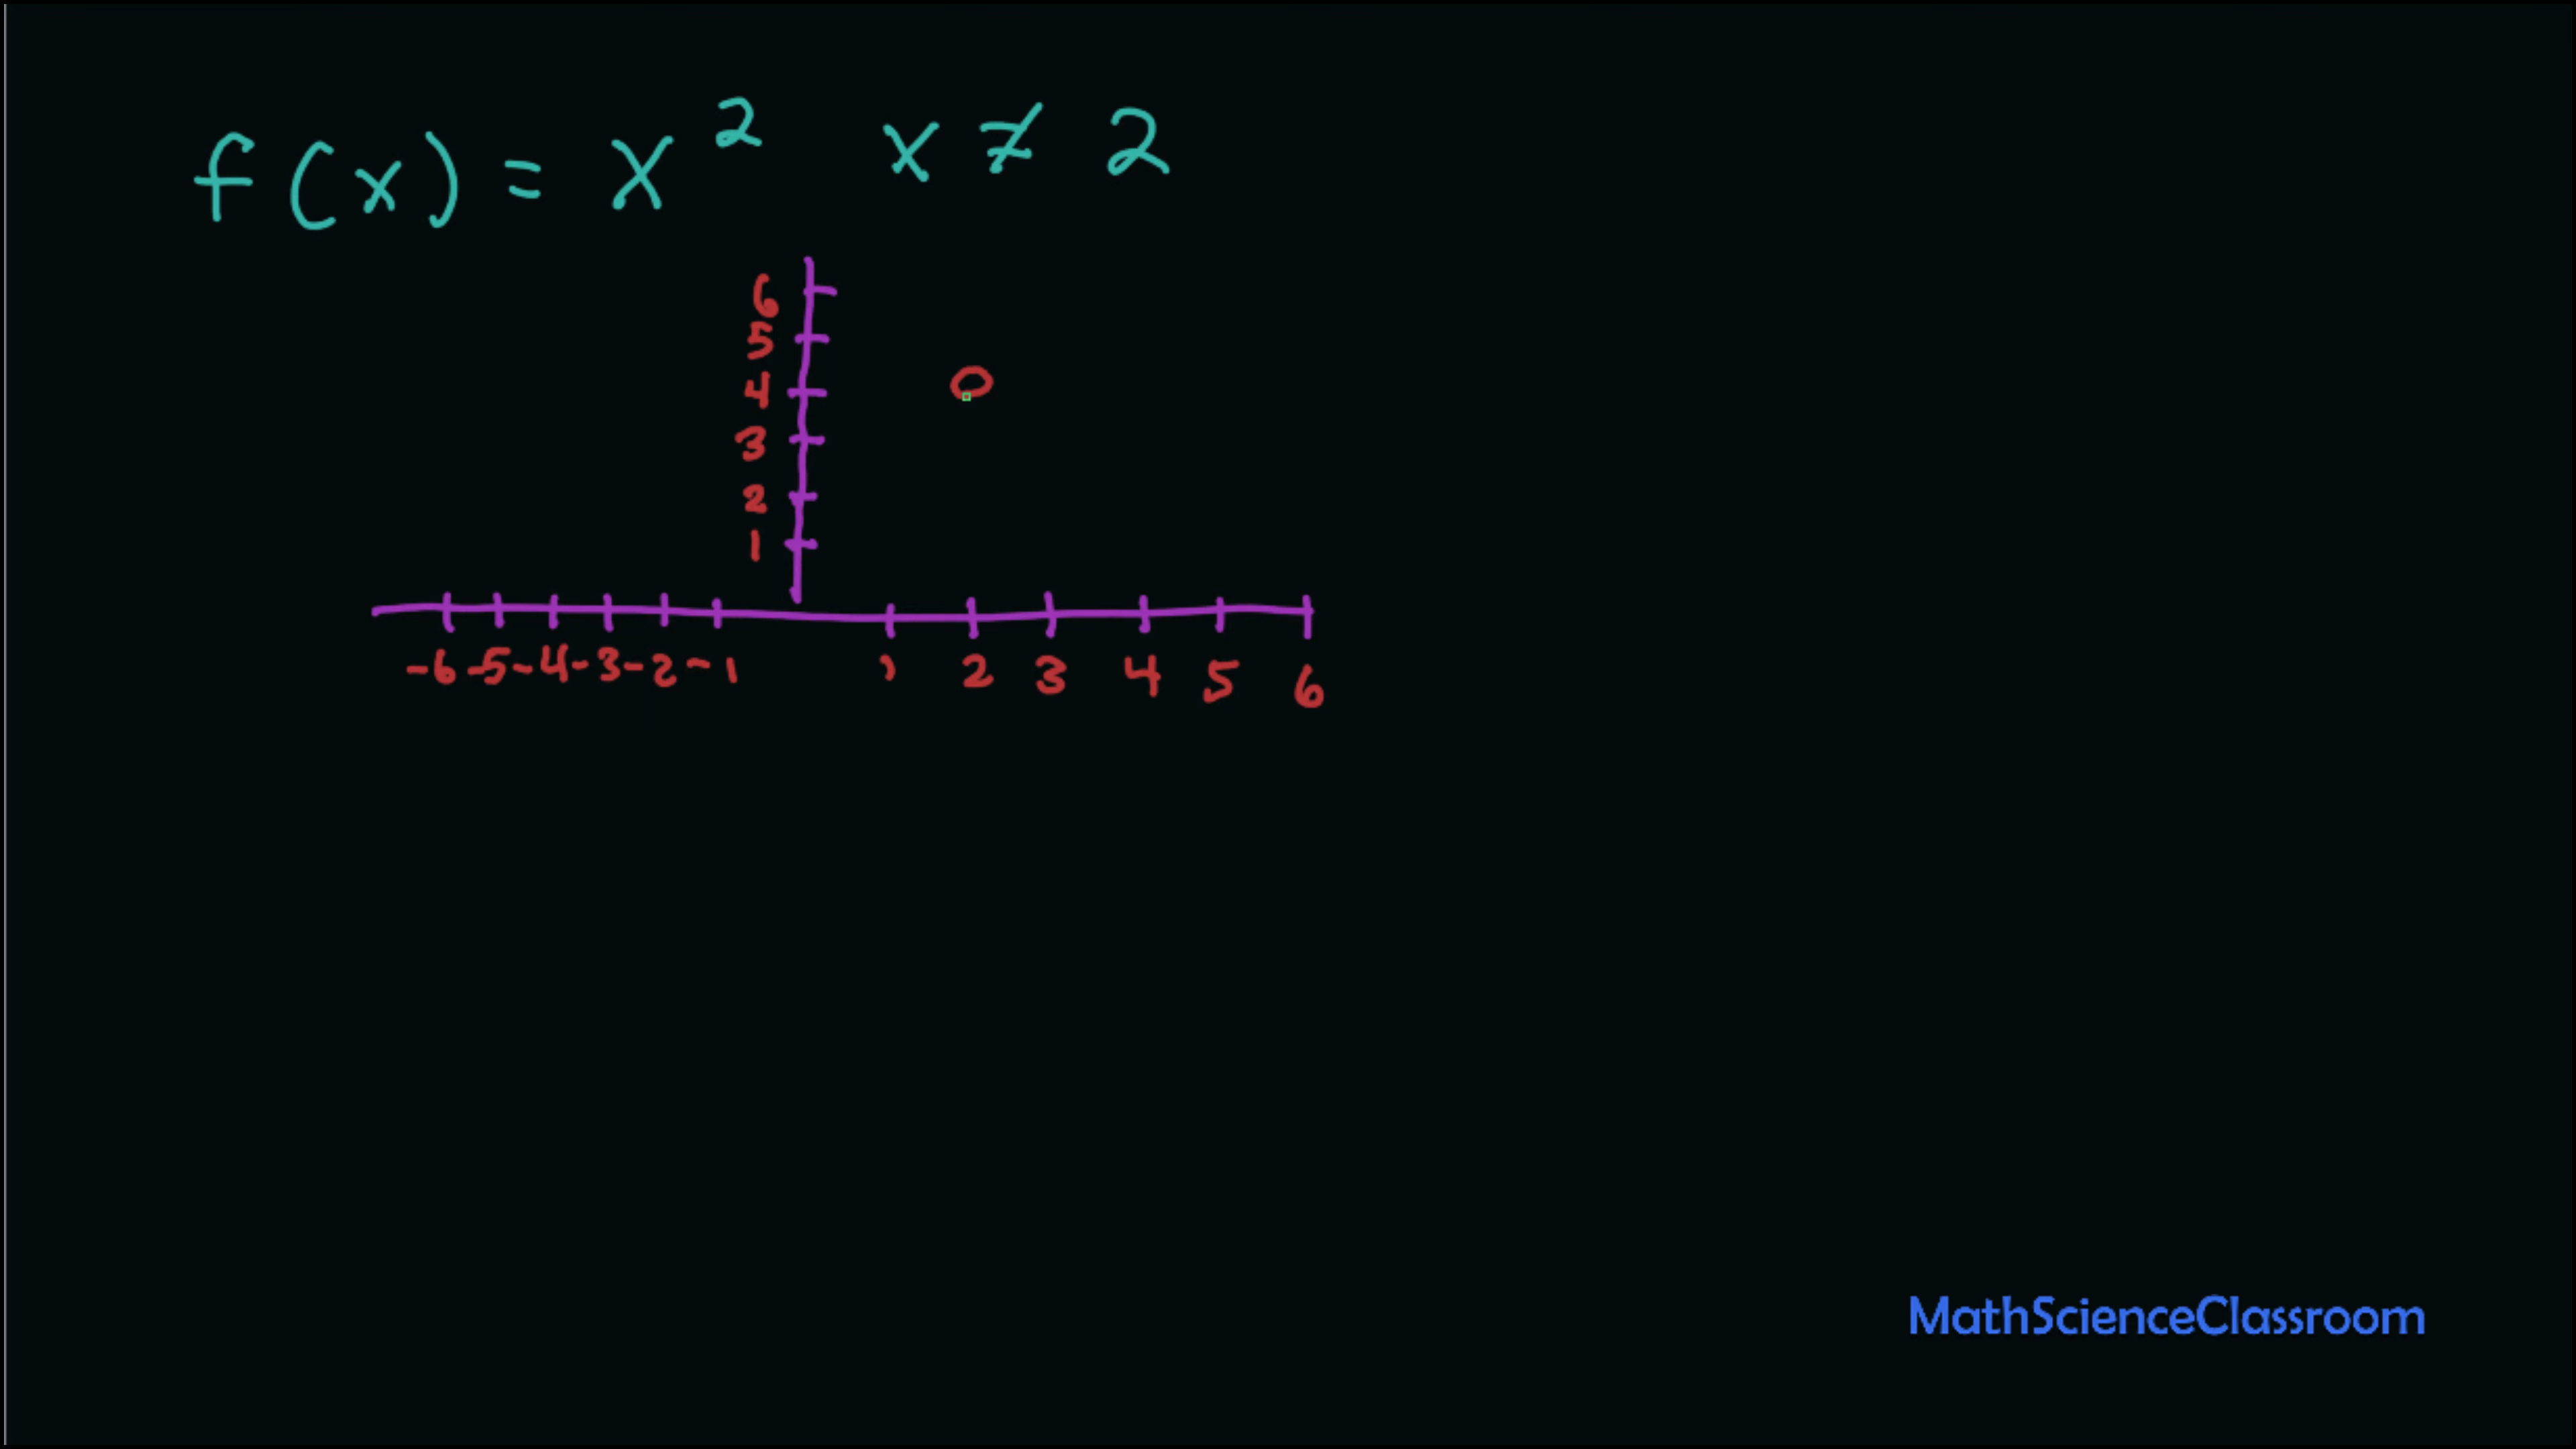 f(x) = x² x ≠ 2
6
5
4
3
2
1
-6 -5 -4 -3 -2 -1 1 2 3 4 5 6
MathScienceClassroom